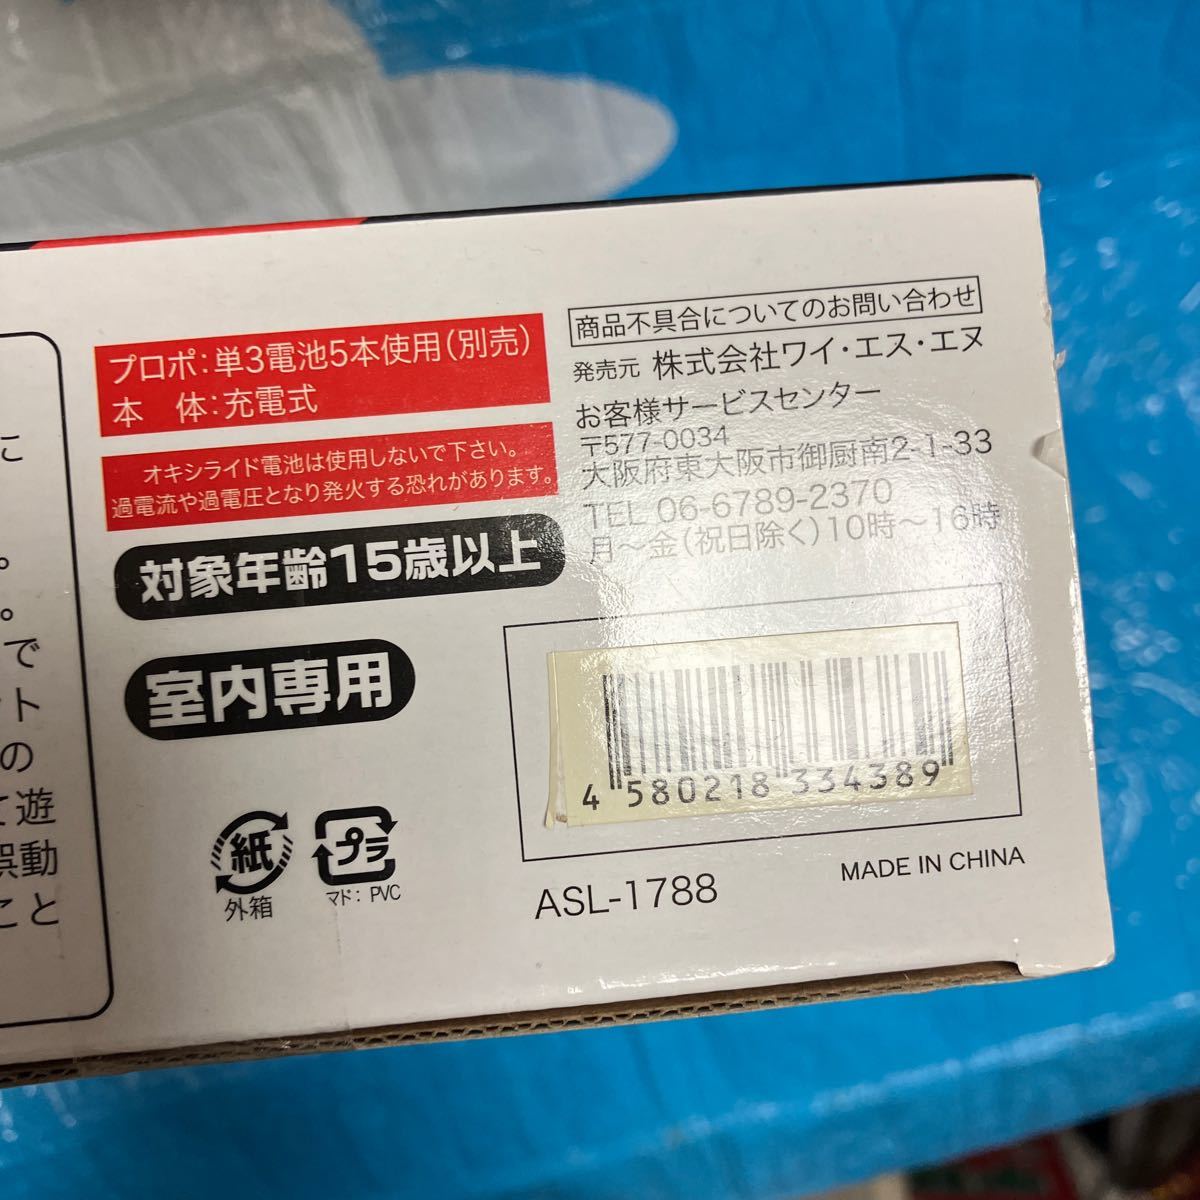 こ
。
。
で
ット
の
て遊
誤動
こと
プロポ:単3電池5本使用(別売)
本　体:充電式
オキシライド電池は使用しないで下さい。
過電流や過電圧となり発火する恐れがあります。
対象年齢15歳以上
室内専用
紙
外箱
プラ
マド: PVC
商品不具合についてのお問い合わせ
発売元 株式会社ワイ・エス・エヌ
お客様サービスセンター
〒577-0034
大阪府東大阪市御厨南2-1-33
TEL 06-6789-2370
月〜金(祝日除く)10時〜16時
4 580218 334389
ASL-1788
MADE IN CHINA